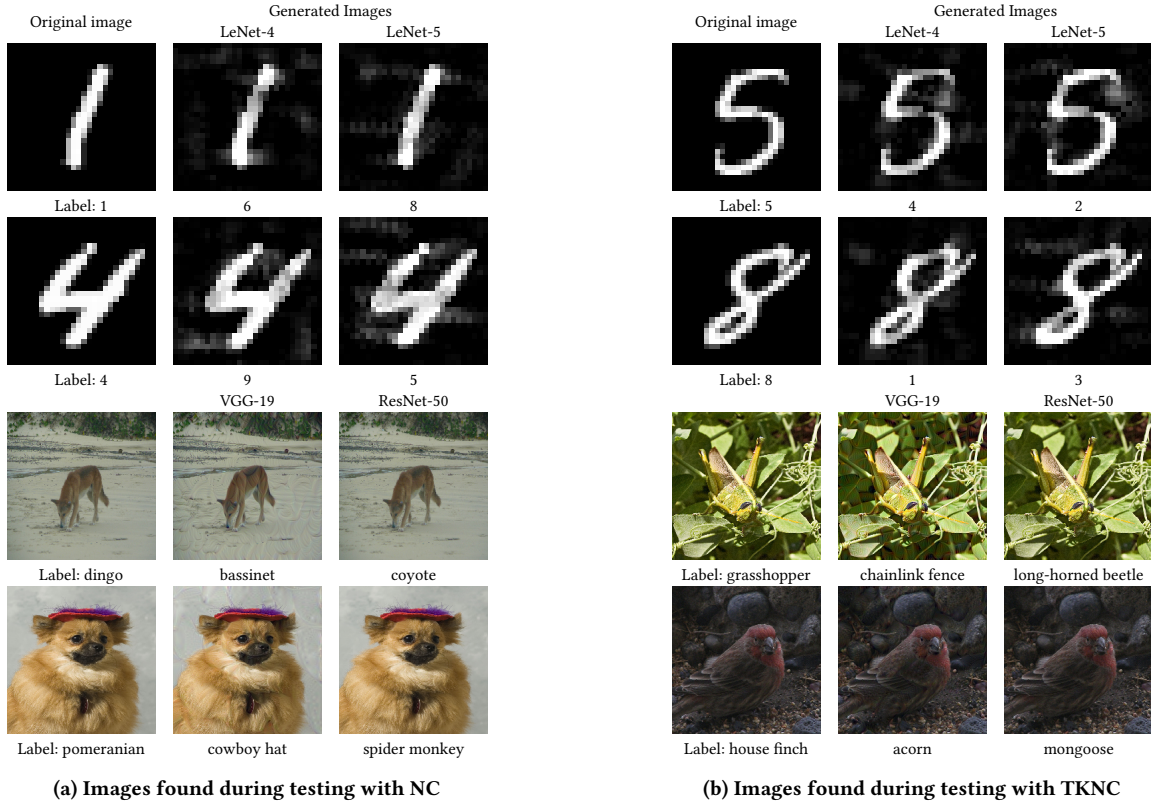 Original image
Generated Images
LeNet-4
LeNet-5
Label: 1
6
8
Label: 4
9
5
VGG-19
ResNet-50
Label: dingo
bassinet
coyote
Label: pomeranian
cowboy hat
spider monkey
(a) Images found during testing with NC
Original image
Generated Images
LeNet-4
LeNet-5
Label: 5
4
2
Label: 8
1
3
VGG-19
ResNet-50
Label: grasshopper
chainlink fence
long-horned beetle
Label: house finch
acorn
mongoose
(b) Images found during testing with TKNC